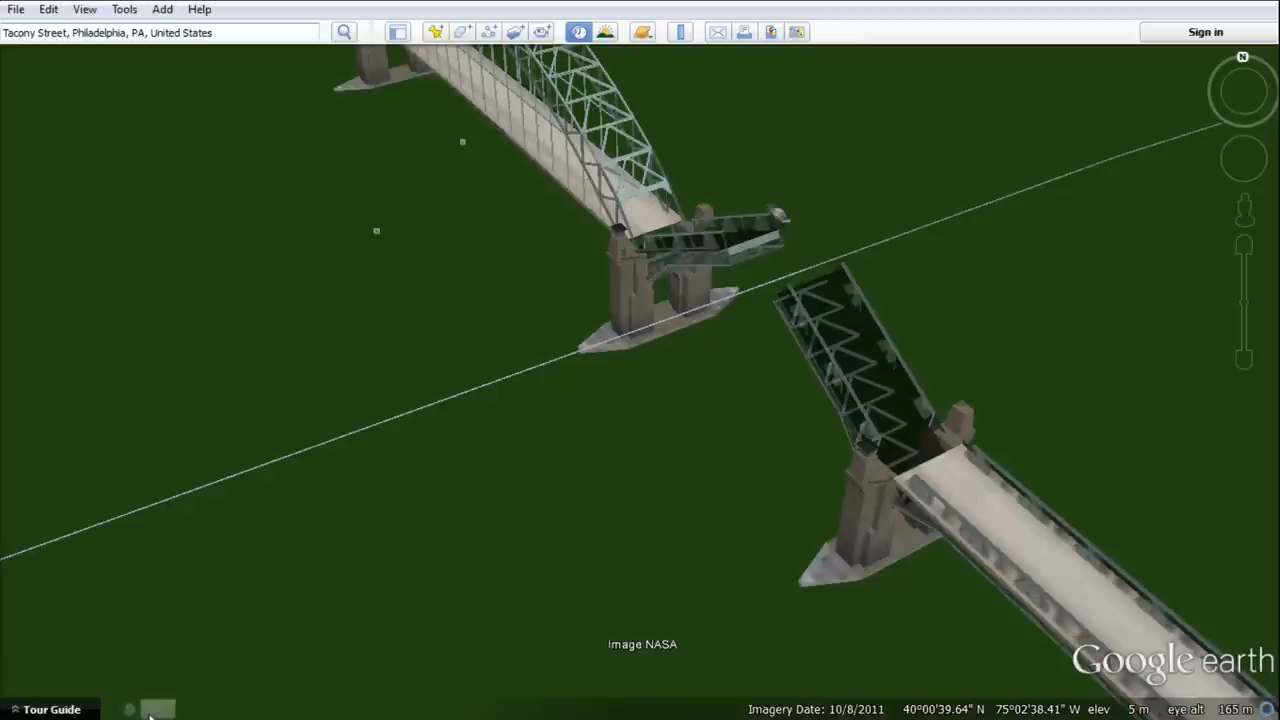 File Edit View Tools Add Help
Tacony Street, Philadelphia, PA, United States
Sign in
N
Image NASA
Google earth
Tour Guide
Imagery Date: 10/8/2011 40°00'39.64" N 75°02'38.41" W elev 5 m eye alt 165 m